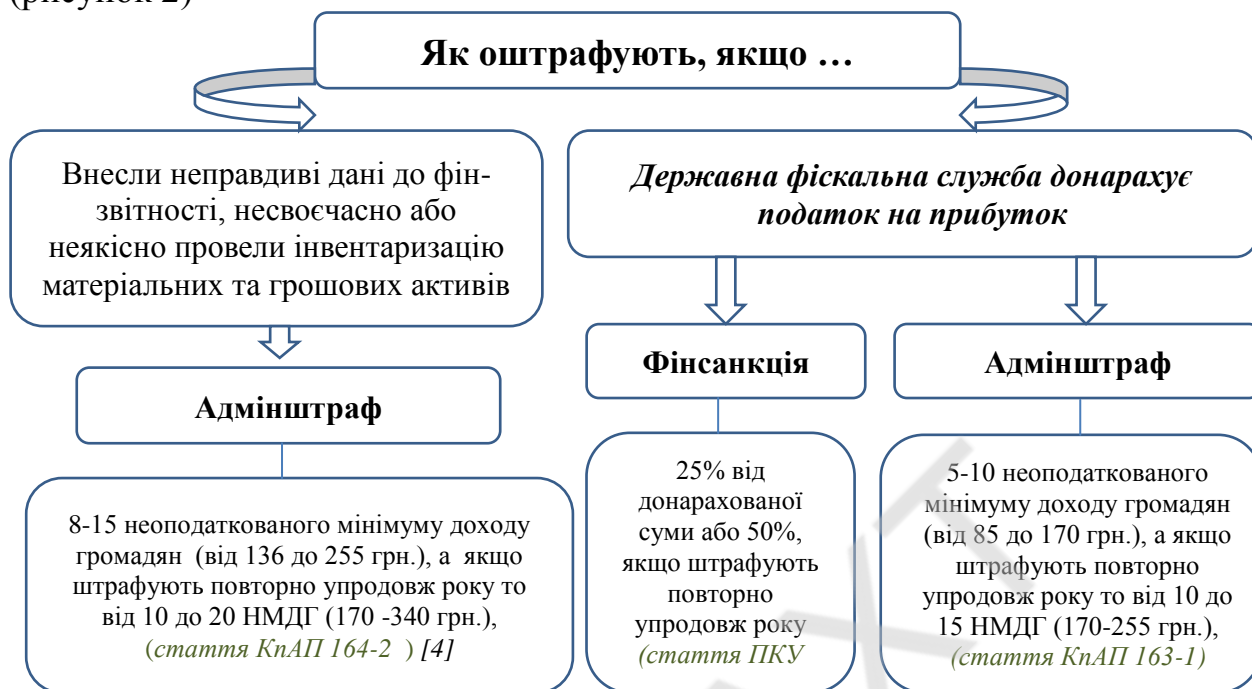 (рисунок 2)
Як оштрафують, якщо …
Внесли неправдиві дані до фін-
звітності, несвоєчасно або
неякісно провели інвентаризацію
матеріальних та грошових активів
Адмінштраф
8-15 неоподаткованого мінімуму доходу
громадян (від 136 до 255 грн.), а якщо
штрафують повторно упродовж року то
від 10 до 20 НМДГ (170 -340 грн.),
(стаття КпАП 164-2 ) [4]
Державна фіскальна служба донарахує
податок на прибуток
Фінсанкція
25% від
донарахованої
суми або 50%,
якщо штрафують
повторно
упродовж року
(стаття ПКУ
Адмінштраф
5-10 неоподаткованого
мінімуму доходу громадян
(від 85 до 170 грн.), а якщо
штрафують повторно
упродовж року то від 10 до
15 НМДГ (170-255 грн.),
(стаття КпАП 163-1)